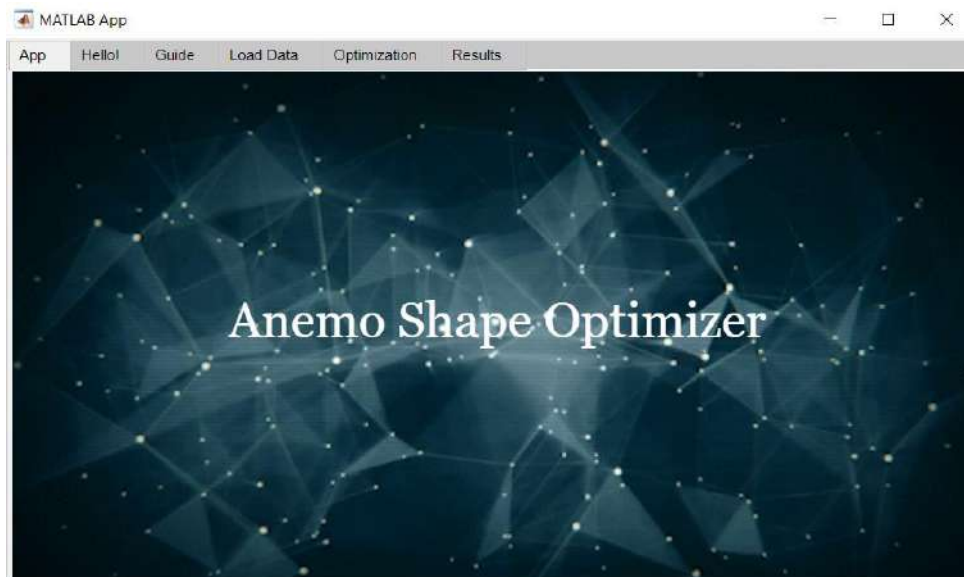 MATLAB App
App Hello! Guide Load Data Optimization Results
Anemo Shape Optimizer